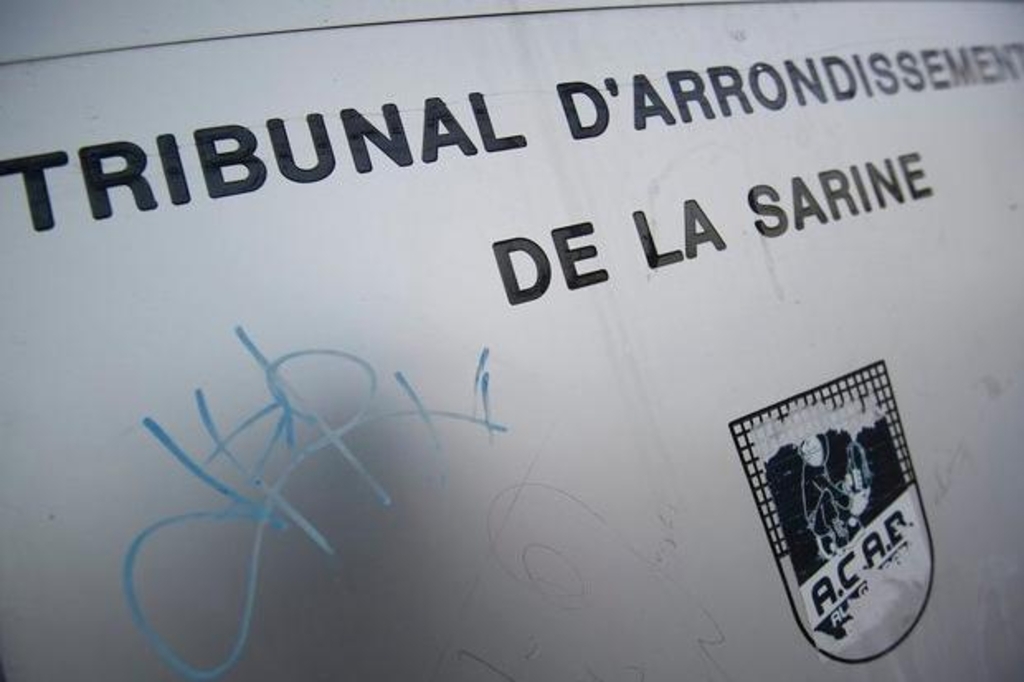 TRIBUNAL D'ARRONDISSEMENT
DE LA SARINE
A.C.A.B.